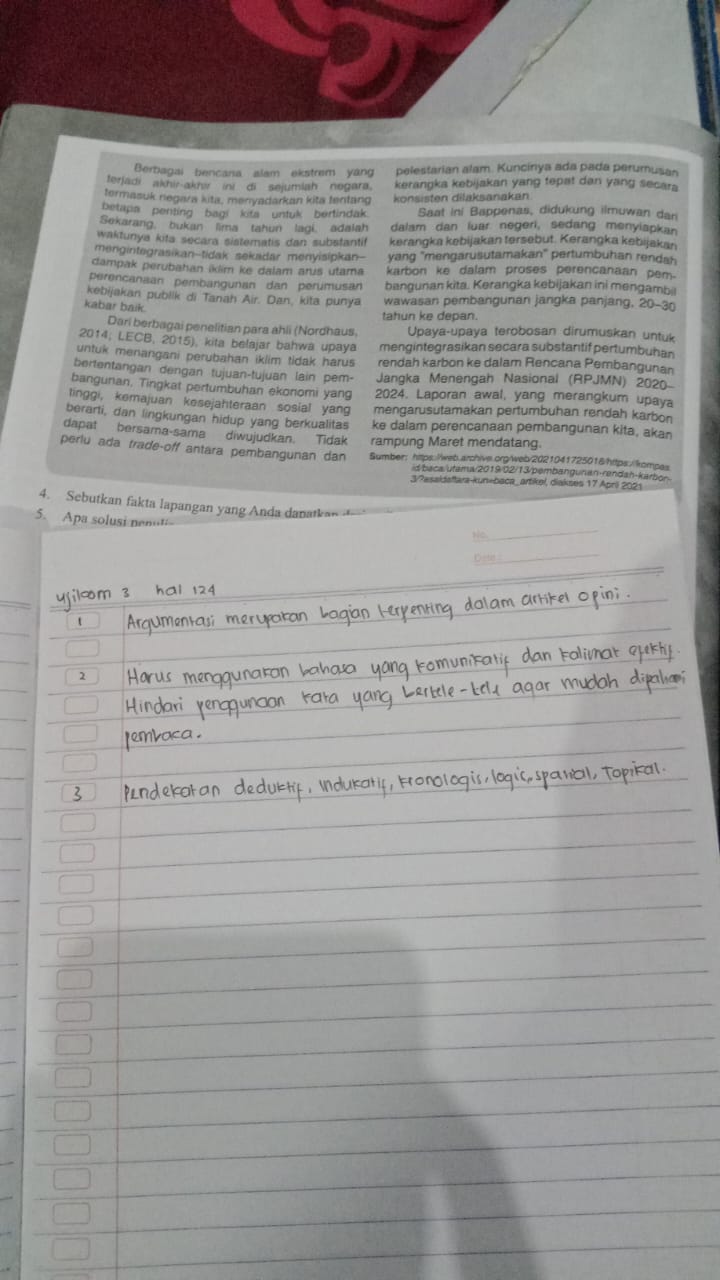 Berbagai bencana alam ekstrem yang
terjadi akhir-akhir ini di sejumlah negara,
termasuk negara kita, menyadarkan kita tentang
betapa penting bagi kita untuk bertindak.
Sekarang, bukan lima tahun lagi, adalah
waktunya kita secara sistematis dan substantif
mengintegrasikan–tidak sekadar menyisipkan–
dampak perubahan iklim ke dalam arus utama
perencanaan pembangunan dan perumusan
kebijakan publik di Tanah Air. Dan, kita punya
kabar baik.
Dari berbagai penelitian para ahli (Nordhaus,
2014; LECB, 2015), kita belajar bahwa upaya
untuk menangani perubahan iklim tidak harus
bertentangan dengan tujuan-tujuan lain pem-
bangunan. Tingkat pertumbuhan ekonomi yang
tinggi, kemajuan kesejahteraan sosial yang
berarti, dan lingkungan hidup yang berkualitas
dapat bersama-sama diwujudkan. Tidak
perlu ada trade-off antara pembangunan dan
pelestarian alam. Kuncinya ada pada perumusan
kerangka kebijakan yang tepat dan yang secara
konsisten dilaksanakan.
Saat ini Bappenas, didukung ilmuwan dari
dalam dan luar negeri, sedang menyiapkan
kerangka kebijakan tersebut. Kerangka kebijakan
yang "mengarusutamakan" pertumbuhan rendah
karbon ke dalam proses perencanaan pem-
bangunan kita. Kerangka kebijakan ini mengambil
wawasan pembangunan jangka panjang, 20–30
tahun ke depan.
Upaya-upaya terobosan dirumuskan untuk
mengintegrasikan secara substantif pertumbuhan
rendah karbon ke dalam Rencana Pembangunan
Jangka Menengah Nasional (RPJMN) 2020–
2024. Laporan awal, yang merangkum upaya
mengarusutamakan pertumbuhan rendah karbon
ke dalam perencanaan pembangunan kita, akan
rampung Maret mendatang.
Sumber: https://web.archive.org/web/2021041725016/https://kompas.
id/baca/utama/2019/02/13/pembangunan-rendah-karbon-
3/?asaldaftara-kun=baca_artikel, diakses 17 April 2021
4. Sebutkan fakta lapangan yang Anda dapatkan
5. Apa solusi
No.
Date :
ujikom 3 hal 124
1 Argumentasi merupakan bagian terpenting dalam artikel opini.
2 Harus menggunakan bahasa yang komunikatif dan kalimat efektif.
Hindari penggunaan kata yang bertele-tele agar mudah dipahami
pembaca.
3 Pendekatan deduktif, indukatif, kronologis, logic, spasial, Topikal.